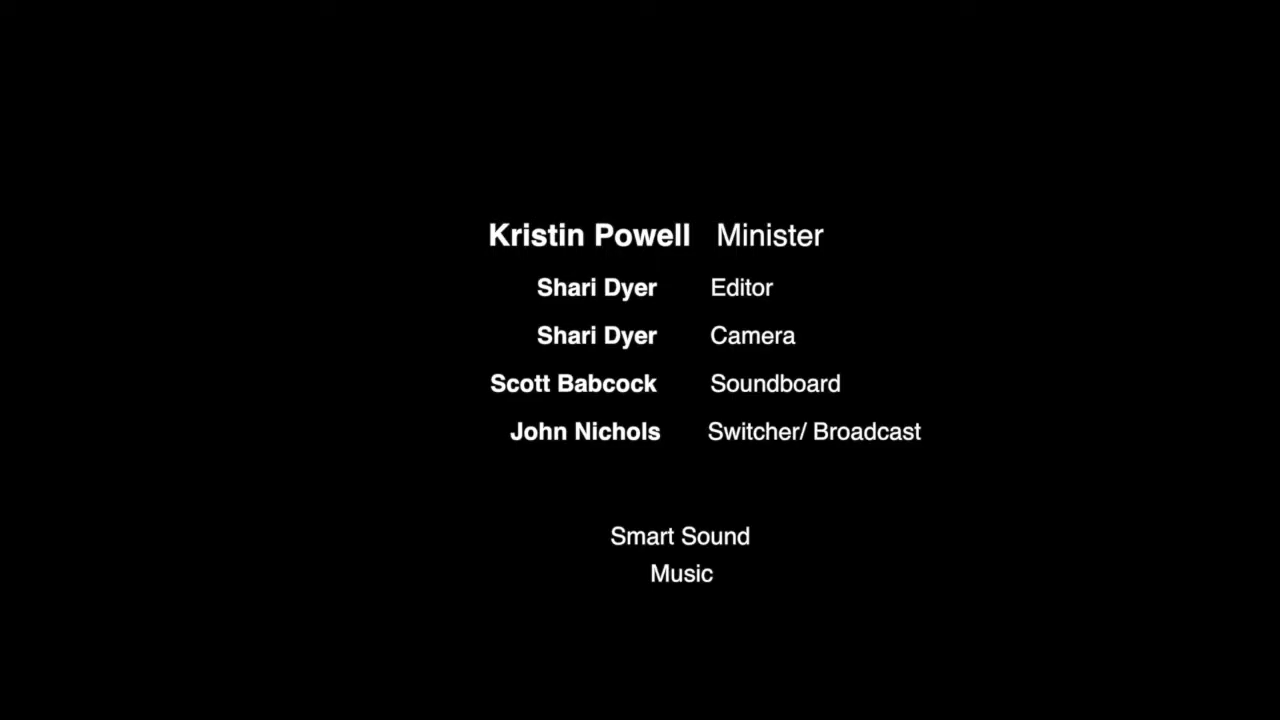 Kristin Powell Minister
Shari Dyer Editor
Shari Dyer Camera
Scott Babcock Soundboard
John Nichols Switcher/ Broadcast
Smart Sound
Music